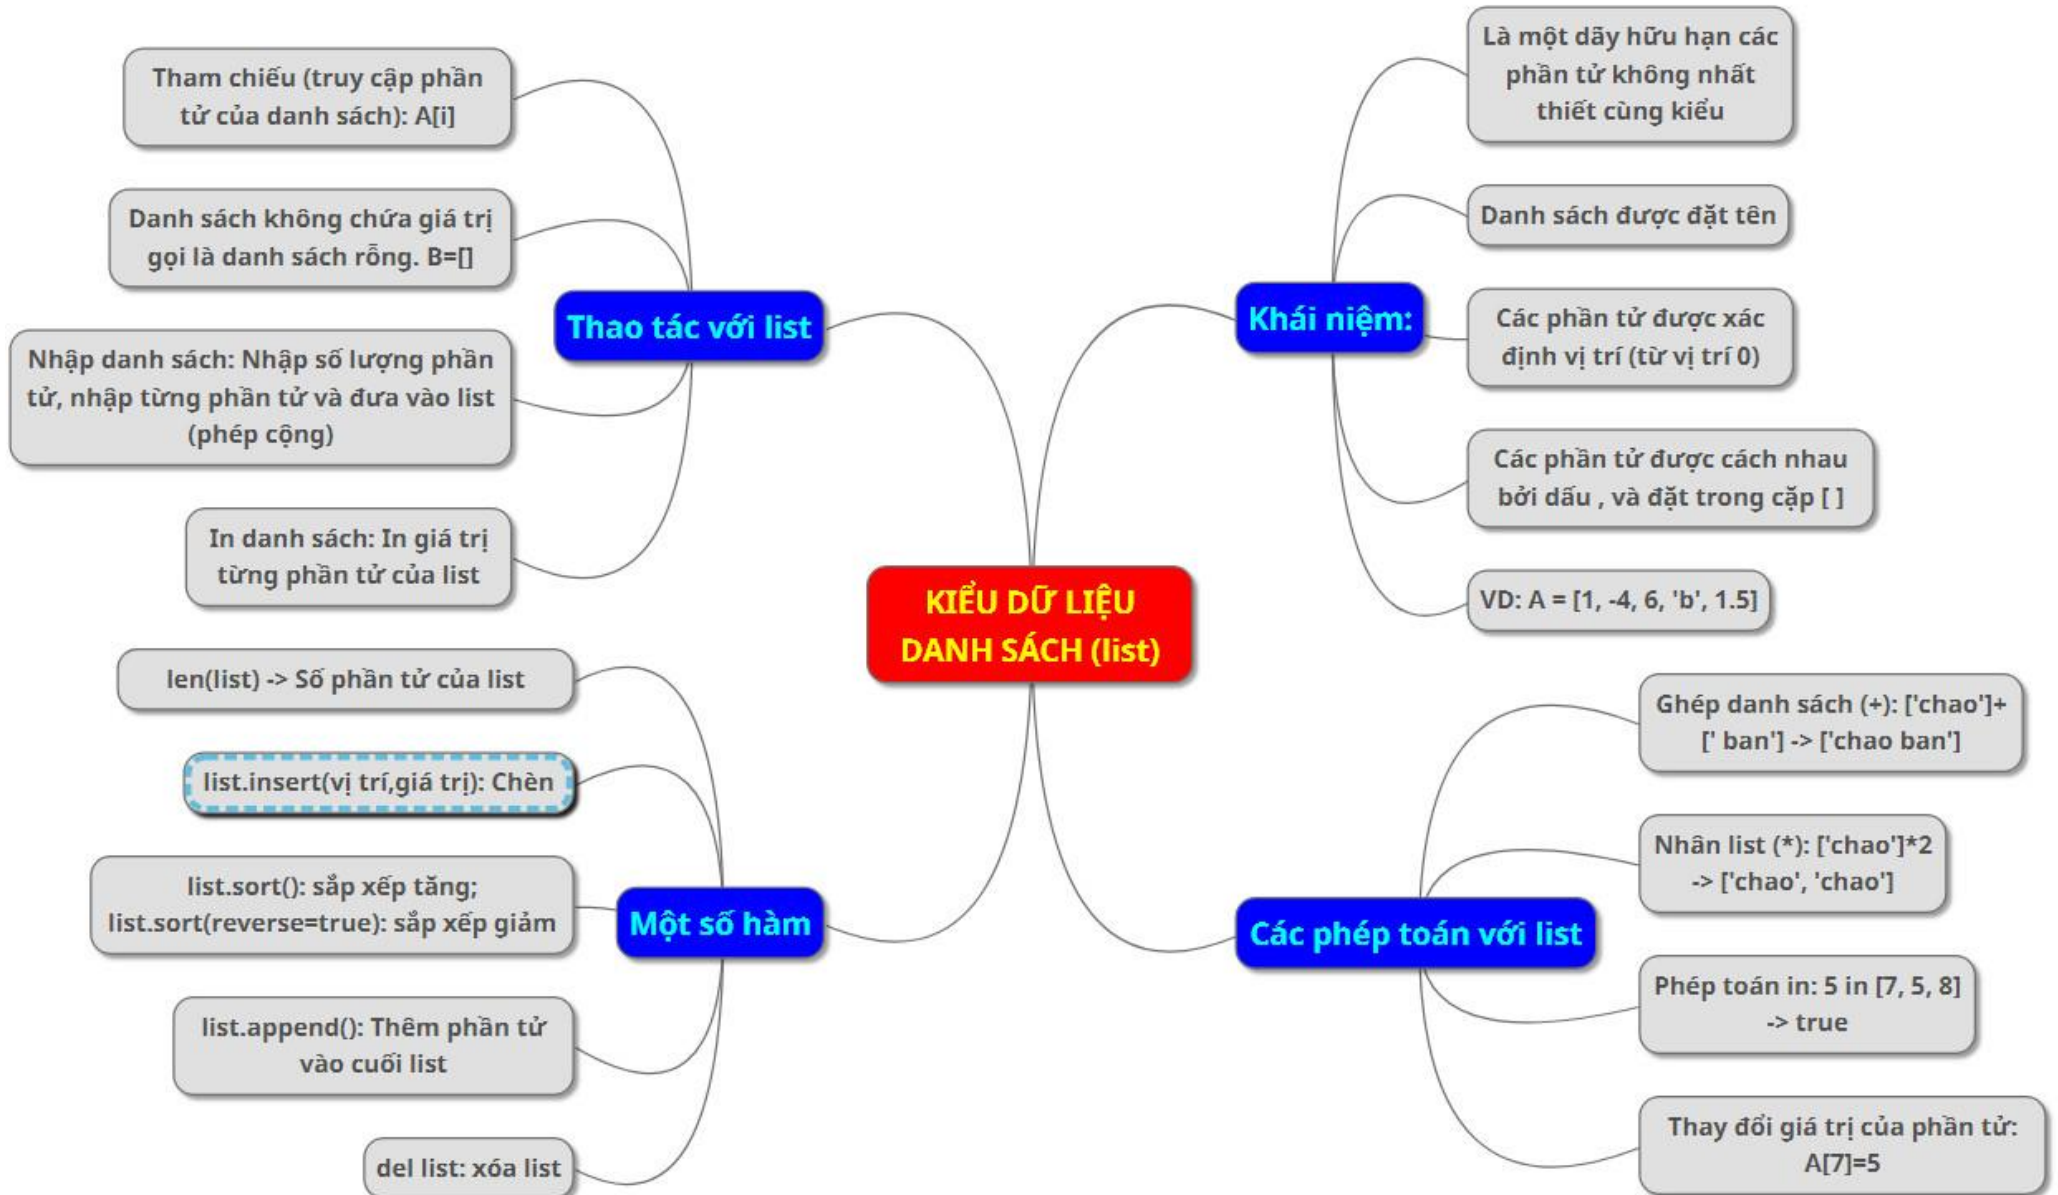 KIỂU DỮ LIỆU
DANH SÁCH (list)
Khái niệm:
Là một dãy hữu hạn các
phần tử không nhất
thiết cùng kiểu
Danh sách được đặt tên
Các phần tử được xác
định vị trí (từ vị trí 0)
Các phần tử được cách nhau
bởi dấu , và đặt trong cặp [ ]
VD: A = [1, -4, 6, 'b', 1.5]
Các phép toán với list
Ghép danh sách (+): ['chao']+
[' ban'] -> ['chao ban']
Nhân list (*): ['chao']*2
-> ['chao', 'chao']
Phép toán in: 5 in [7, 5, 8]
-> true
Thay đổi giá trị của phần tử:
A[7]=5
Thao tác với list
Tham chiếu (truy cập phần
tử của danh sách): A[i]
Danh sách không chứa giá trị
gọi là danh sách rỗng. B=[]
Nhập danh sách: Nhập số lượng phần
tử, nhập từng phần tử và đưa vào list
(phép cộng)
In danh sách: In giá trị
từng phần tử của list
Một số hàm
len(list) -> Số phần tử của list
list.insert(vị trí,giá trị): Chèn
list.sort(): sắp xếp tăng;
list.sort(reverse=true): sắp xếp giảm
list.append(): Thêm phần tử
vào cuối list
del list: xóa list